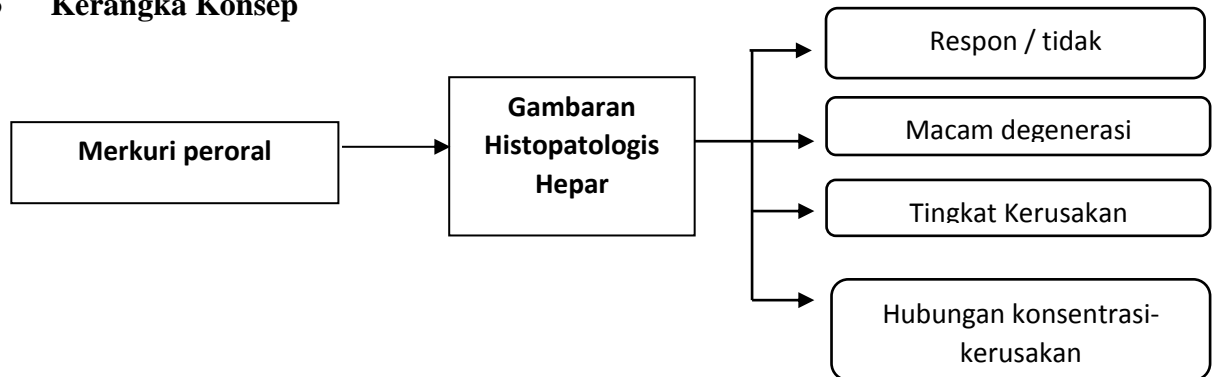 Kerangka Konsep
Merkuri peroral
Gambaran
Histopatologis
Hepar
Respon / tidak
Macam degenerasi
Tingkat Kerusakan
Hubungan konsentrasi-
kerusakan